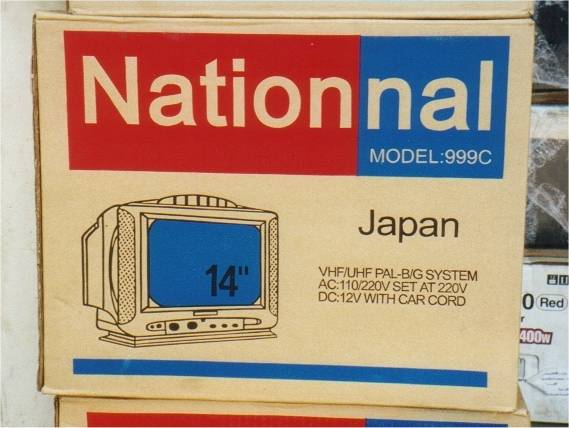 Nationnal
MODEL:999C
Japan
14"
VHF/UHF PAL-B/G SYSTEM
AC:110/220V SET AT 220V
DC:12V WITH CAR CORD
0 Red
r
400w